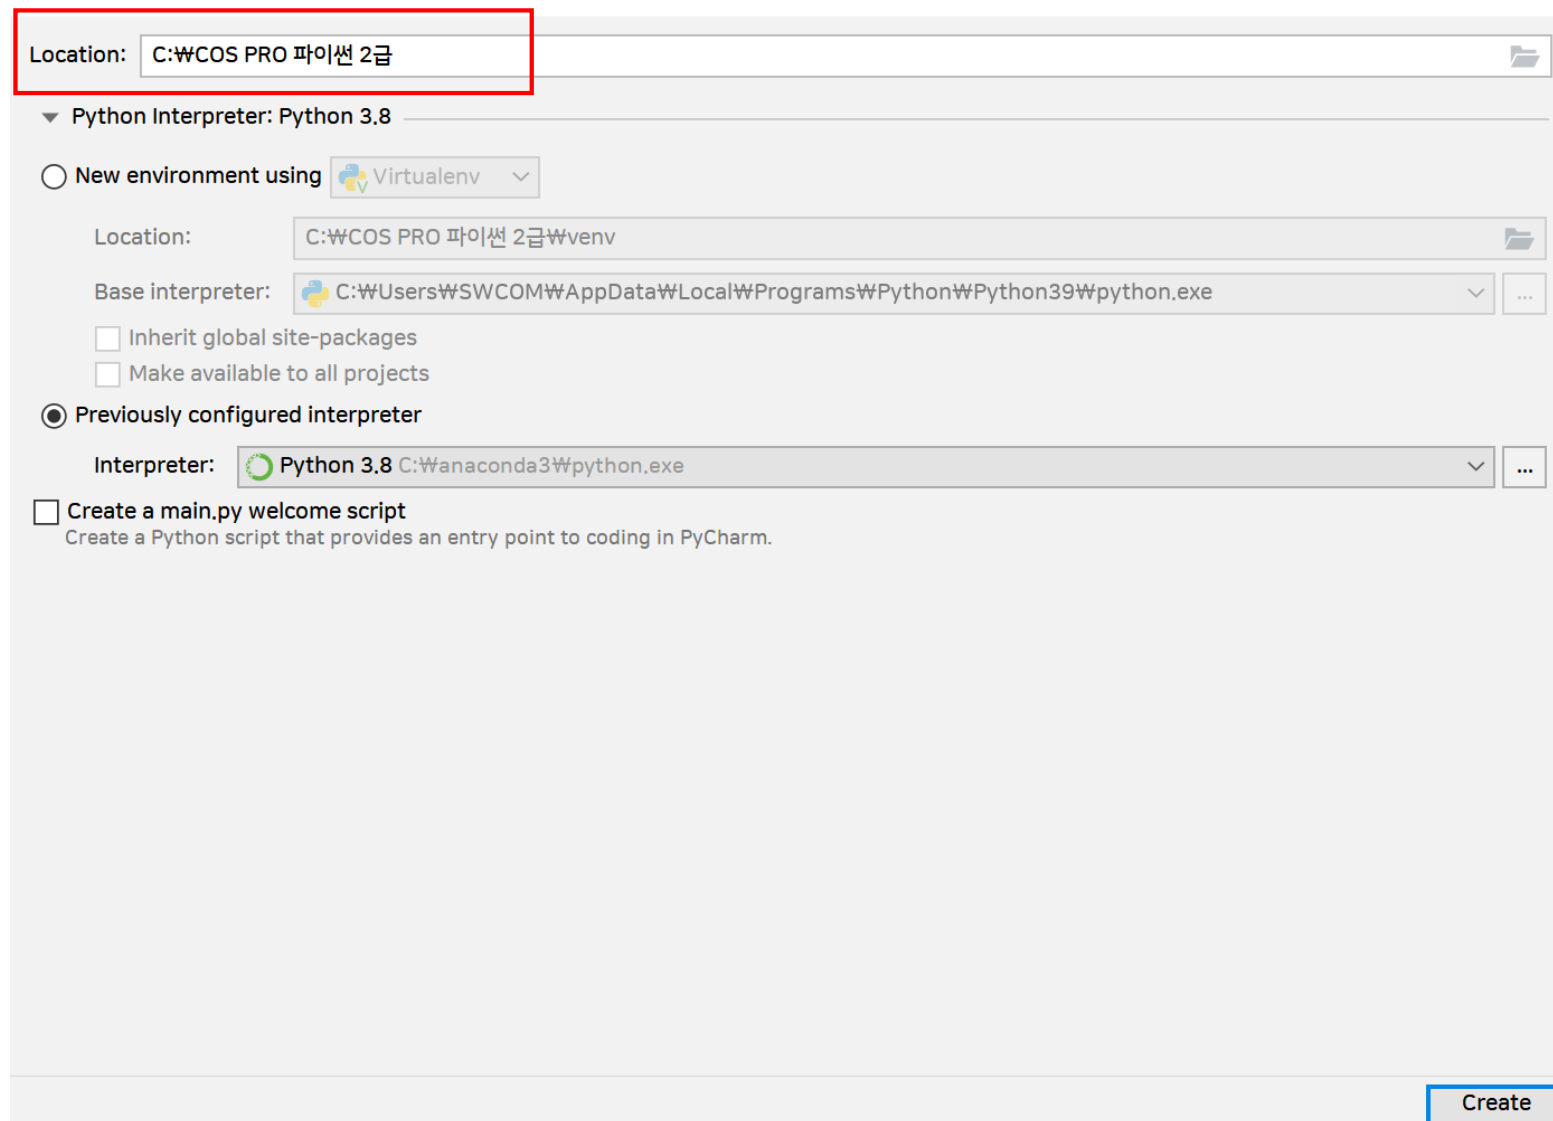 Location: C:₩COS PRO 파이썬 2급
Python Interpreter: Python 3.8
New environment using Virtualenv
Location: C:₩COS PRO 파이썬 2급₩venv
Base interpreter: C:₩Users₩SWCOM₩AppData₩Local₩Programs₩Python₩Python39₩python.exe ...
Inherit global site-packages
Make available to all projects
Previously configured interpreter
Interpreter: Python 3.8 C:₩anaconda3₩python.exe ...
Create a main.py welcome script
Create a Python script that provides an entry point to coding in PyCharm.
Create